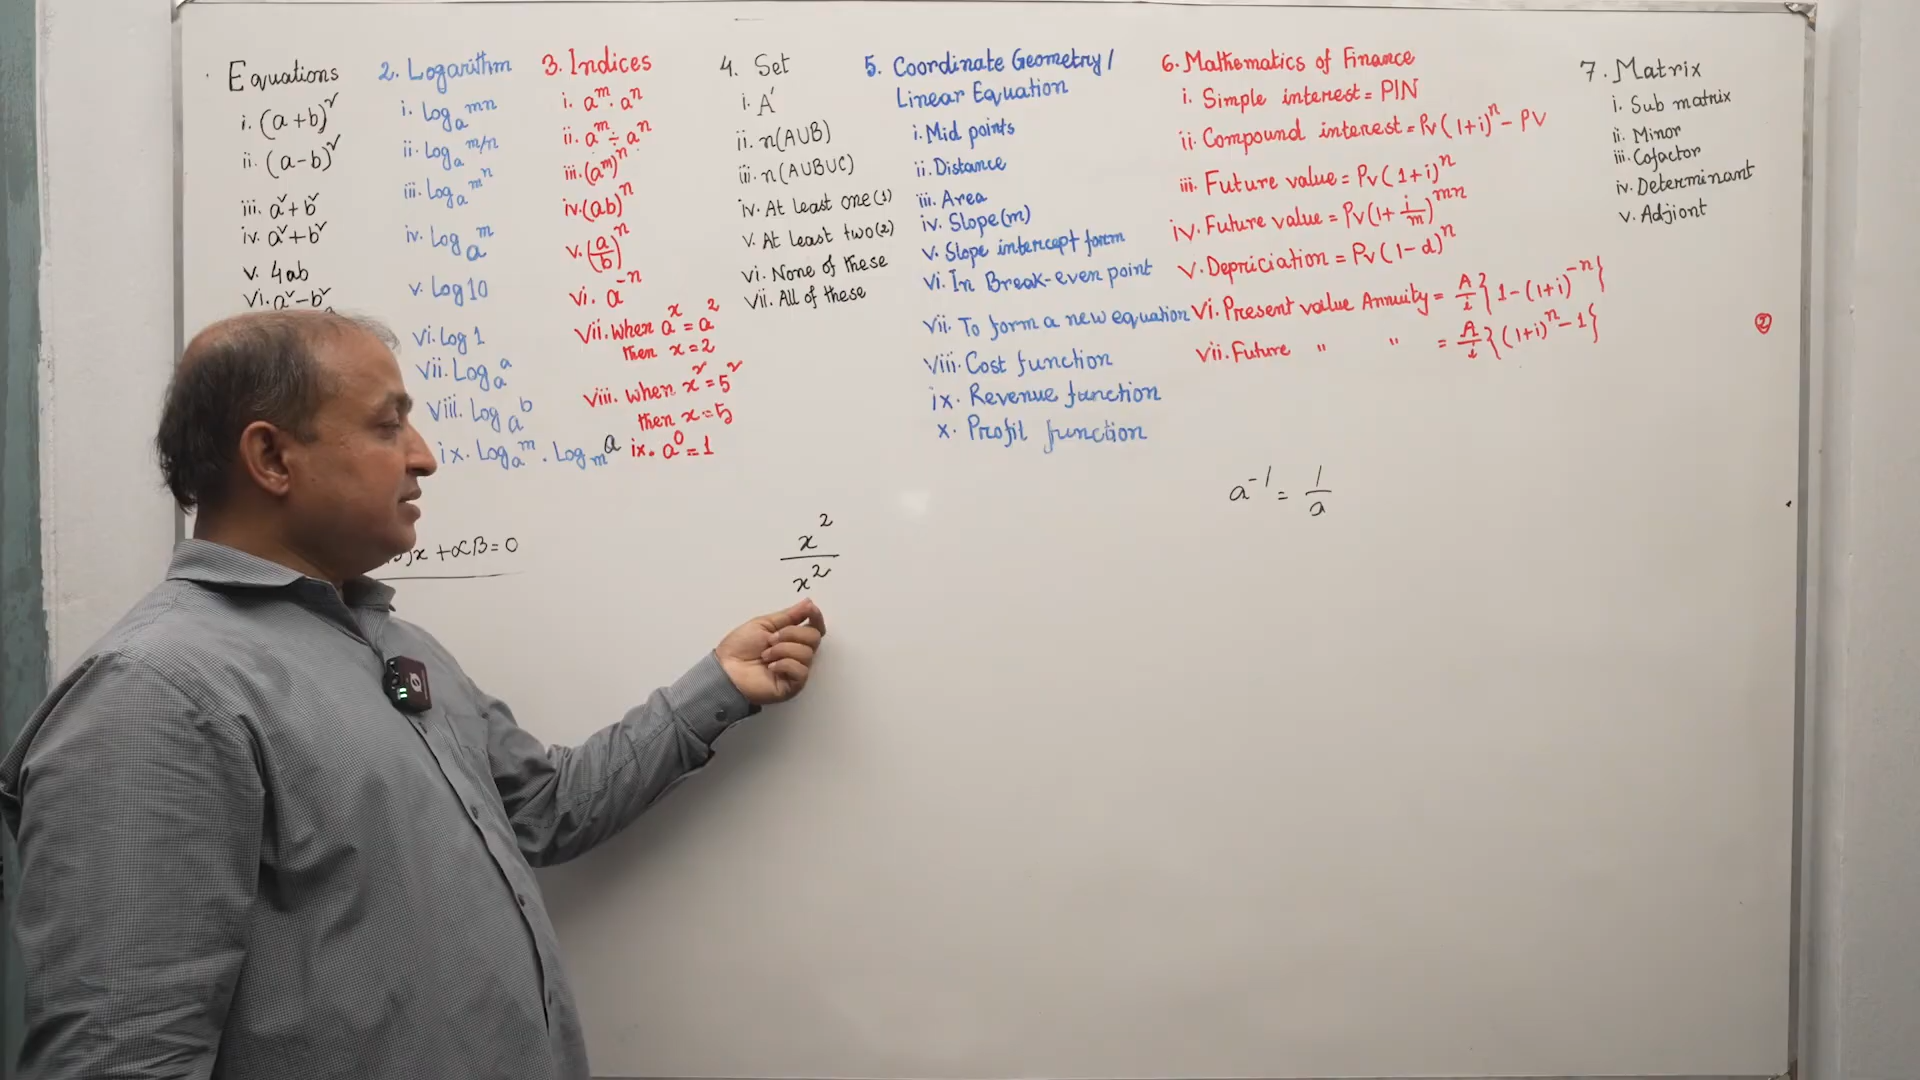 Equations
i. (a+b)²
ii. (a-b)²
iii. a²+b²
iv. a²+b²
v. 4ab
vi. a²-b²
2. Logarithm
i. log_a mn
ii. log_a m/n
iii. log_a m^n
iv. log_a m
v. log 10
vi. log 1
vii. Log_a a
viii. Log_a b
ix. Log_a m . Log_m a
3. Indices
i. a^m . a^n
ii. a^m ÷ a^n
iii. (a^m)^n
iv. (ab)^n
v. (a/b)^n
vi. a^-n
vii. when a^x = a^2
then x = 2
viii. when x² = 5²
then x = 5
ix. a^0 = 1
4. Set
i. A'
ii. n(AUB)
iii. n(AUBUC)
iv. At least one(1)
v. At least two(2)
vi. None of these
vii. All of these
5. Coordinate Geometry /
Linear Equation
i. Mid points
ii. Distance
iii. Area
iv. Slope(m)
v. Slope intercept form
vi. In Break-even point
vii. To form a new equation
viii. Cost function
ix. Revenue function
x. Profit function
6. Mathematics of Finance
i. Simple interest = PIN
ii. Compound interest = Pv(1+i)^n - PV
iii. Future value = Pv(1+i)^n
iv. Future value = Pv(1+ i/m)^mn
v. Depriciation = Pv(1-d)^n
vi. Present value Annuity = A/i {1-(1+i)^-n}
vii. Future " " = A/i {(1+i)^n - 1}
7. Matrix
i. Sub matrix
ii. Minor
iii. Cofactor
iv. Determinant
v. Adjiont
2
a^-1 = 1/a
x²/x²
)x + αβ = 0